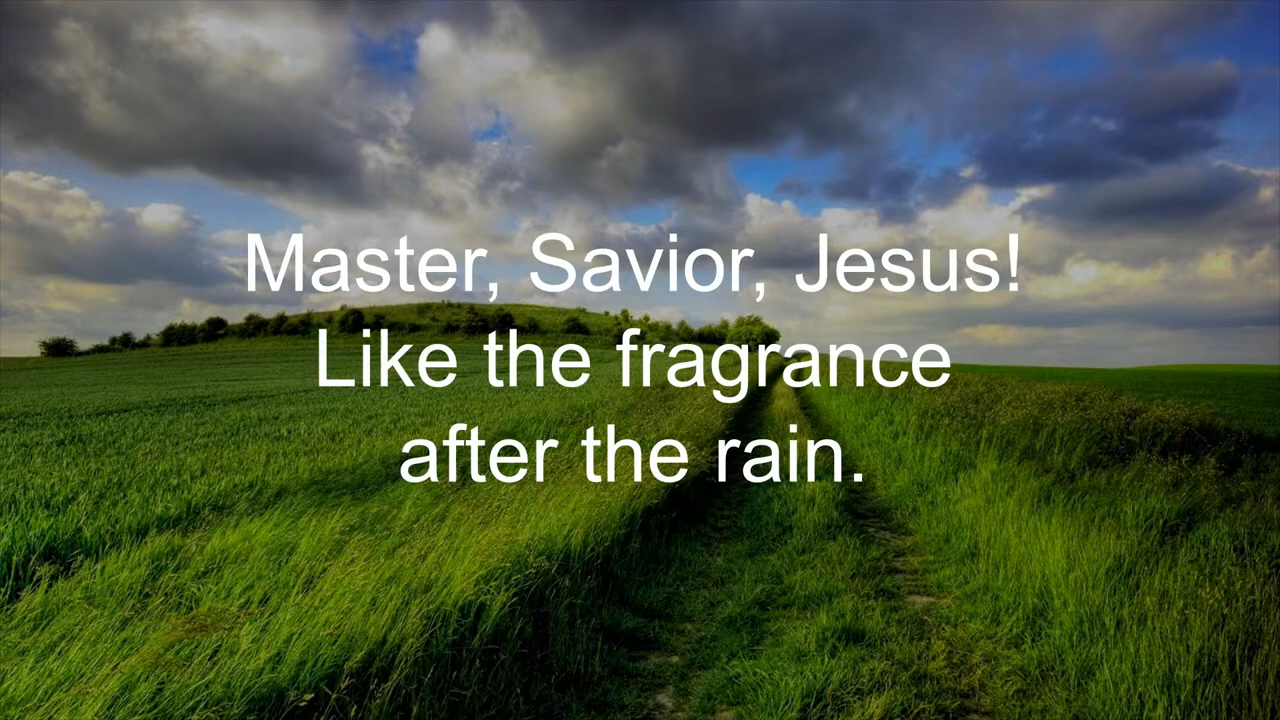 Master, Savior, Jesus!
Like the fragrance
after the rain.